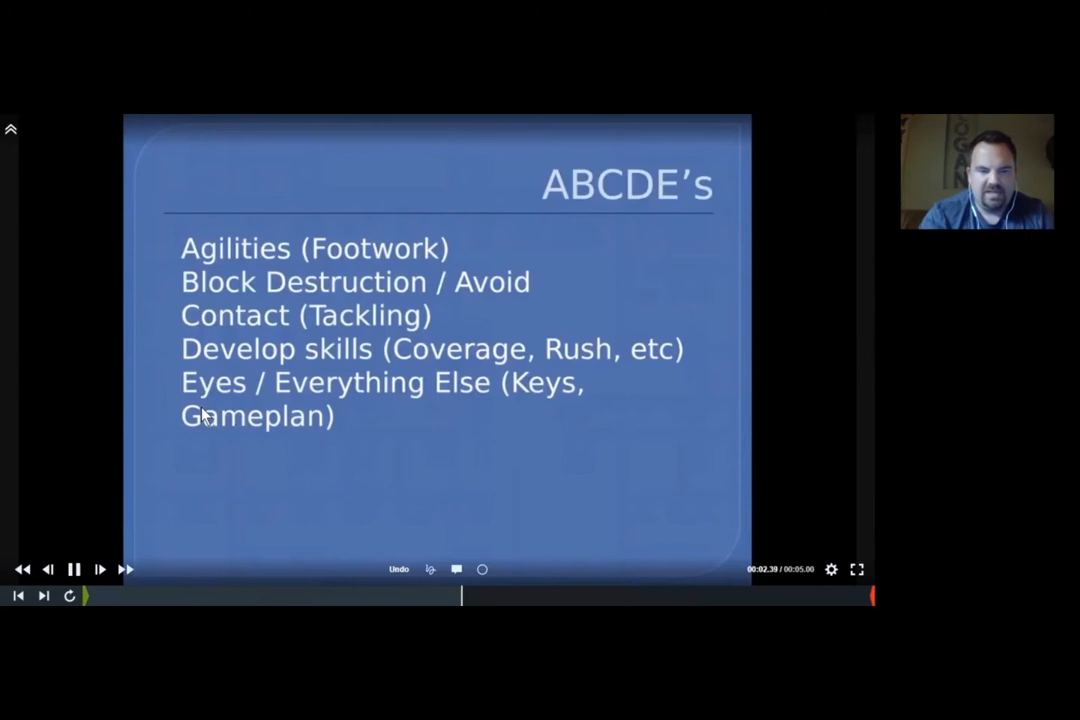 ABCDE’s
Agilities (Footwork)
Block Destruction / Avoid
Contact (Tackling)
Develop skills (Coverage, Rush, etc)
Eyes / Everything Else (Keys,
Gameplan)
Undo
00:02.39 / 00:05.00